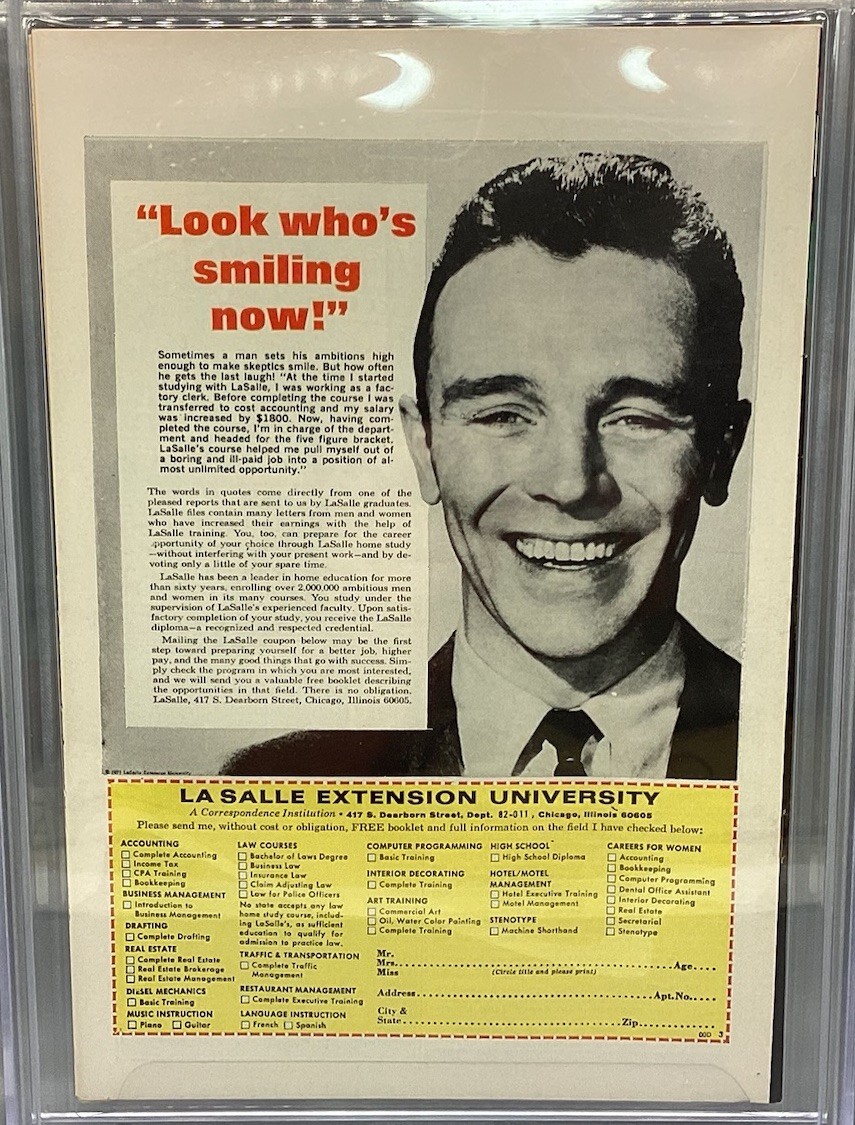 “Look who’s
smiling
now!”
Sometimes a man sets his ambitions high
enough to make skeptics smile. But how often
he gets the last laugh! “At the time I started
studying with LaSalle, I was working as a fac-
tory clerk. Before completing the course I was
transferred to cost accounting and my salary
was increased by $1800. Now, having com-
pleted the course, I’m in charge of the depart-
ment and headed for the five figure bracket.
LaSalle’s course helped me pull myself out of
a boring and ill-paid job into a position of al-
most unlimited opportunity.”
The words in quotes come directly from one of the
pleased reports that are sent to us by LaSalle graduates.
LaSalle files contain many letters from men and women
who have increased their earnings with the help of
LaSalle training. You, too, can prepare for the career
opportunity of your choice through LaSalle home study
—without interfering with your present work—and by de-
voting only a little of your spare time.
LaSalle has been a leader in home education for more
than sixty years, enrolling over 2,000,000 ambitious men
and women in its many courses. You study under the
supervision of LaSalle’s experienced faculty. Upon satis-
factory completion of your study, you receive the LaSalle
diploma—a recognized and respected credential.
Mailing the LaSalle coupon below may be the first
step toward preparing yourself for a better job, higher
pay, and the many good things that go with success. Sim-
ply check the program in which you are most interested,
and we will send you a valuable free booklet describing
the opportunities in that field. There is no obligation.
LaSalle, 417 S. Dearborn Street, Chicago, Illinois 60605.
© 1971 LaSalle Extension University
LA SALLE EXTENSION UNIVERSITY
A Correspondence Institution • 417 S. Dearborn Street, Dept. 82-011, Chicago, Illinois 60605
Please send me, without cost or obligation, FREE booklet and full information on the field I have checked below:
ACCOUNTING
Complete Accounting
Income Tax
CPA Training
Bookkeeping
BUSINESS MANAGEMENT
Introduction to
Business Management
DRAFTING
Complete Drafting
REAL ESTATE
Complete Real Estate
Real Estate Brokerage
Real Estate Management
DIESEL MECHANICS
Basic Training
MUSIC INSTRUCTION
Piano Guitar
LAW COURSES
Bachelor of Laws Degree
Business Law
Insurance Law
Claim Adjusting Law
Law for Police Officers
No state accepts any law
home study course, includ-
ing LaSalle’s, as sufficient
education to qualify for
admission to practice law.
TRAFFIC & TRANSPORTATION
Complete Traffic
Management
RESTAURANT MANAGEMENT
Complete Executive Training
LANGUAGE INSTRUCTION
French Spanish
COMPUTER PROGRAMMING
Basic Training
INTERIOR DECORATING
Complete Training
ART TRAINING
Commercial Art
Oil, Water Color Painting
Complete Training
HIGH SCHOOL
High School Diploma
HOTEL/MOTEL
MANAGEMENT
Hotel Executive Training
Motel Management
STENOTYPE
Machine Shorthand
CAREERS FOR WOMEN
Accounting
Bookkeeping
Computer Programming
Dental Office Assistant
Interior Decorating
Real Estate
Secretarial
Stenotype
Mr.
Mrs. Age
Miss (Circle title and please print)
Address Apt. No.
City &
State Zip
000 3